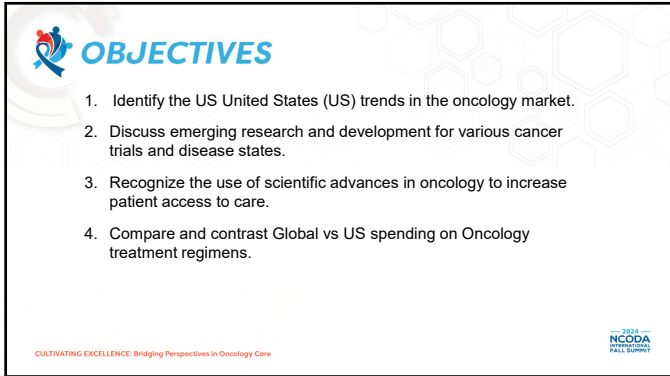 OBJECTIVES
1. Identify the US United States (US) trends in the oncology market.
2. Discuss emerging research and development for various cancer
trials and disease states.
3. Recognize the use of scientific advances in oncology to increase
patient access to care.
4. Compare and contrast Global vs US spending on Oncology
treatment regimens.
CULTIVATING EXCELLENCE: Bridging Perspectives in Oncology Care
2024
NCODA
INTERNATIONAL
FALL SUMMIT